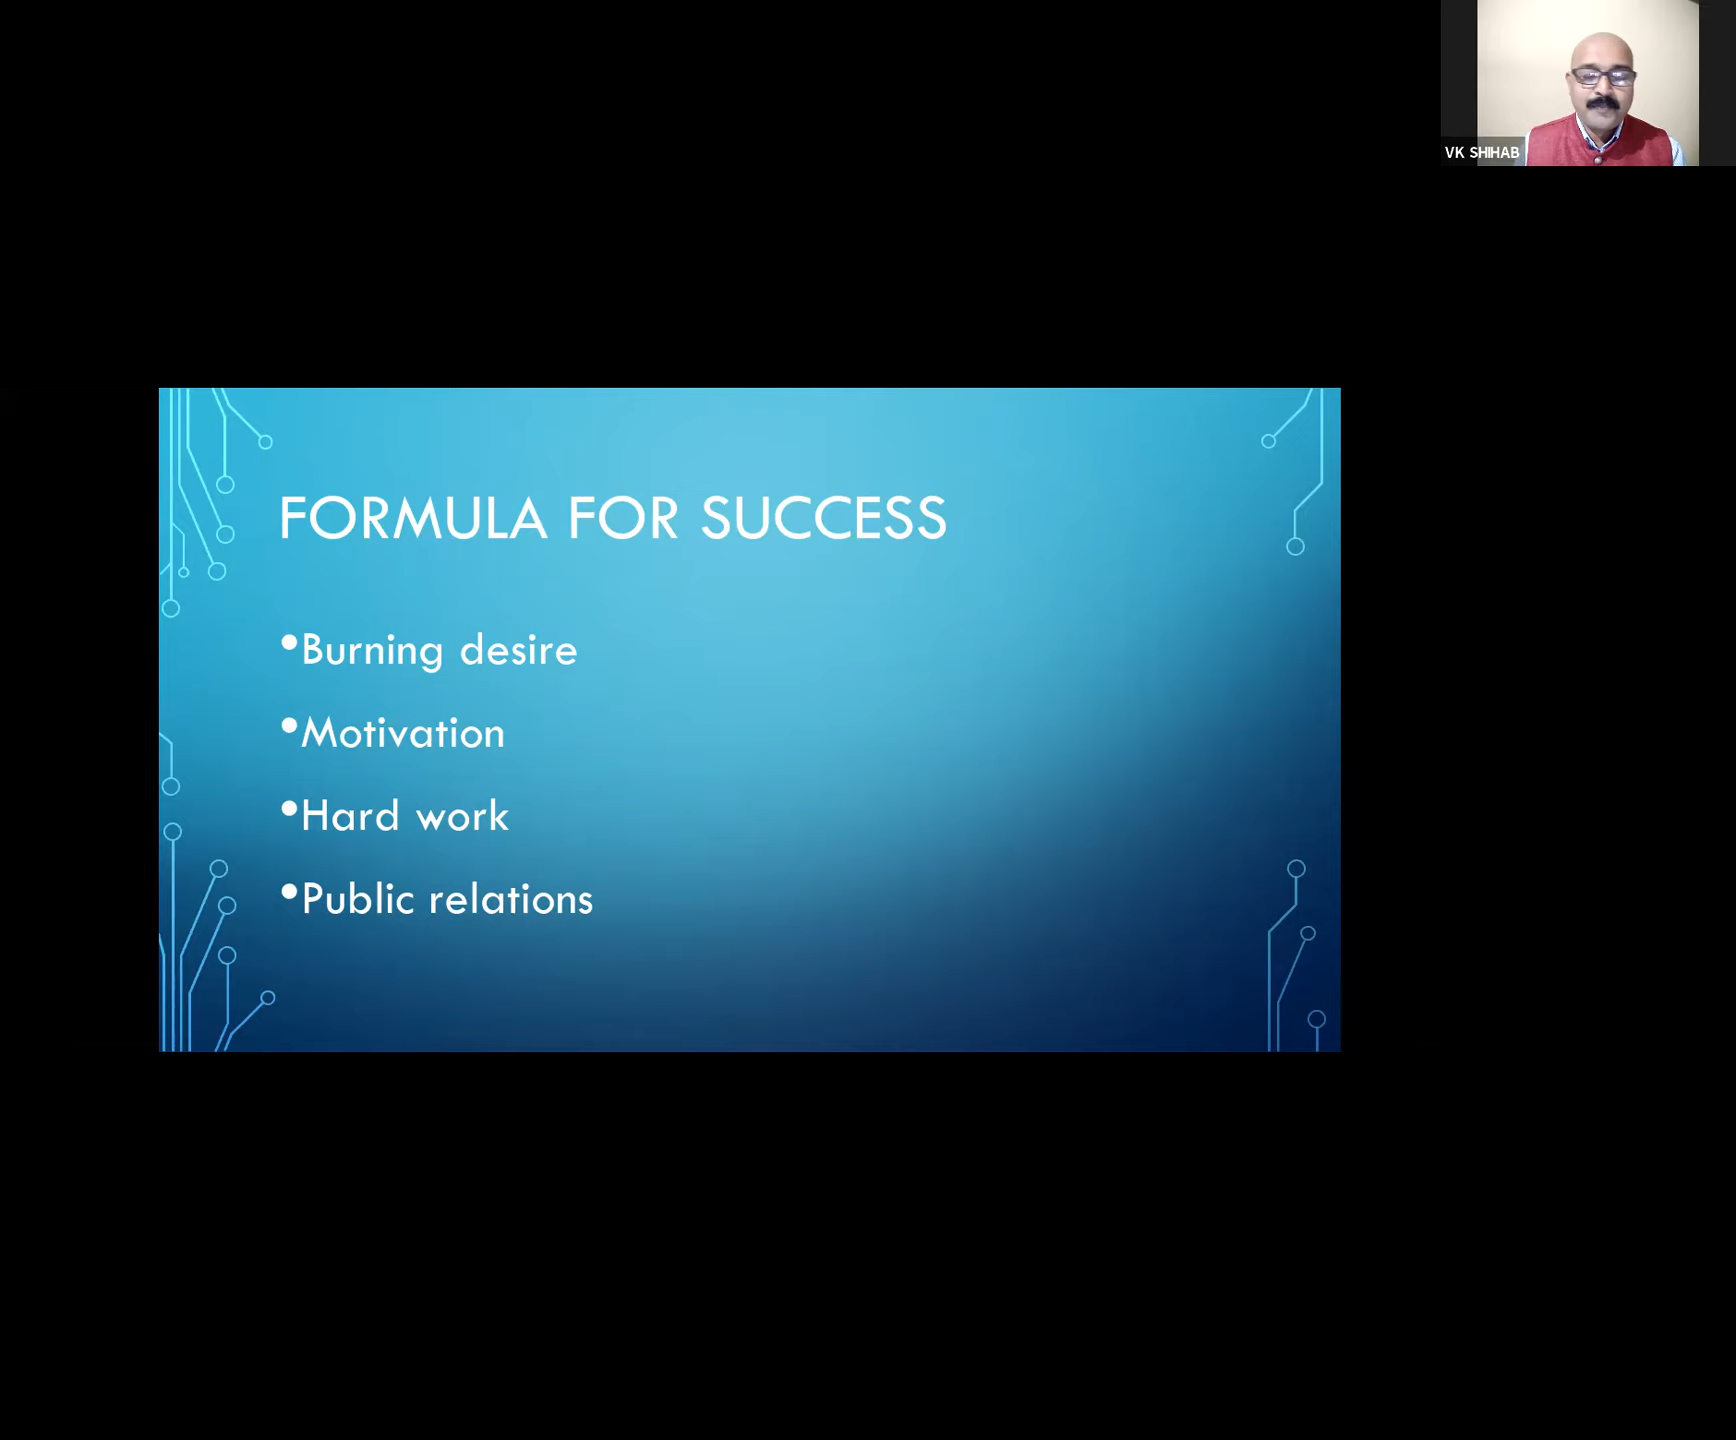 VK SHIHAB
FORMULA FOR SUCCESS
•Burning desire
•Motivation
•Hard work
•Public relations